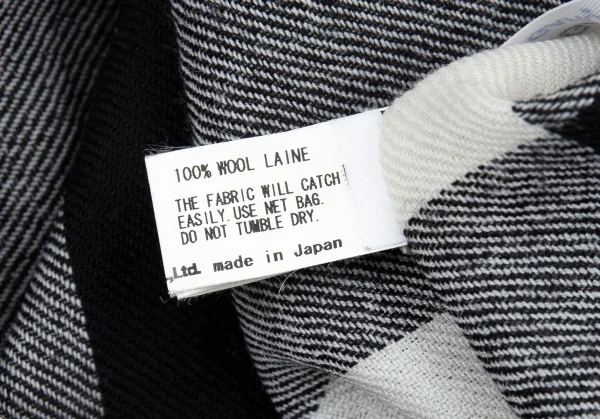 100% WOOL LAINE
THE FABRIC WILL CATCH
EASILY. USE NET BAG.
DO NOT TUMBLE DRY.
,Ltd. made in Japan